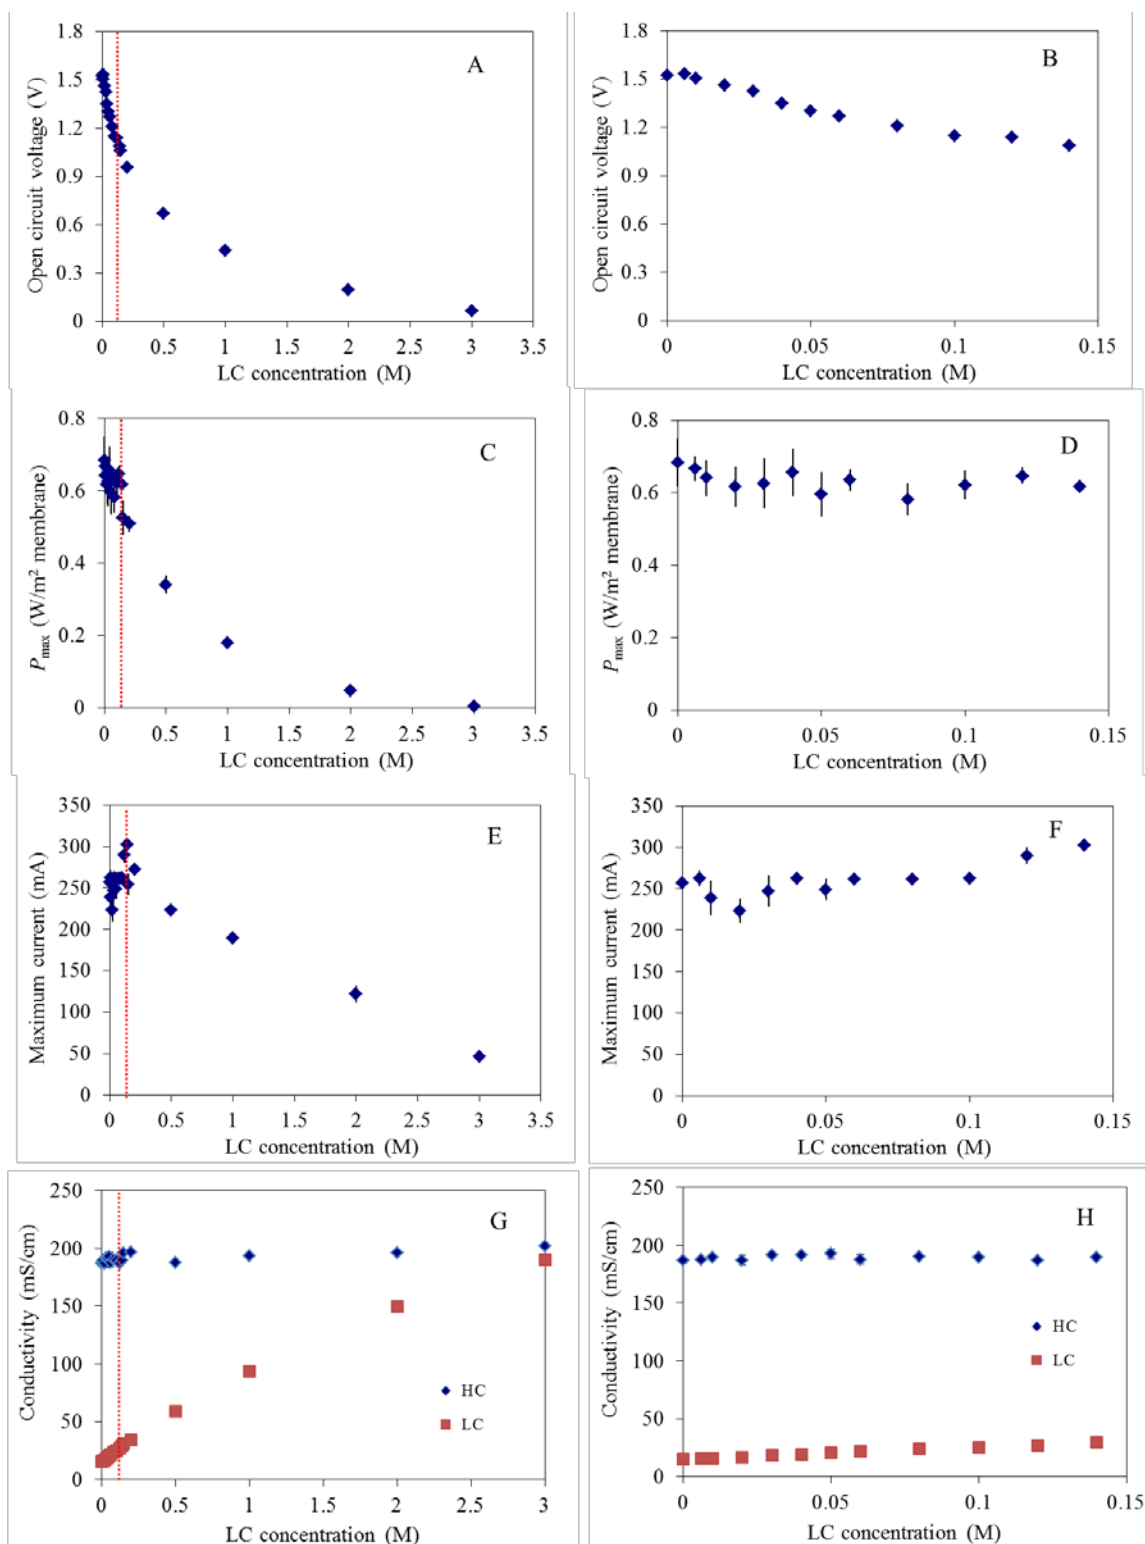 A
Open circuit voltage (V)
1.8
1.5
1.2
0.9
0.6
0.3
0
0 0.5 1 1.5 2 2.5 3 3.5
LC concentration (M)
B
Open circuit voltage (V)
1.8
1.5
1.2
0.9
0.6
0.3
0
0 0.05 0.1 0.15
LC concentration (M)
C
Pmax (W/m² membrane)
0.8
0.6
0.4
0.2
0
0 0.5 1 1.5 2 2.5 3 3.5
LC concentration (M)
D
Pmax (W/m² membrane)
0.8
0.6
0.4
0.2
0
0 0.05 0.1 0.15
LC concentration (M)
E
Maximum current (mA)
350
300
250
200
150
100
50
0
0 0.5 1 1.5 2 2.5 3 3.5
LC concentration (M)
F
Maximum current (mA)
350
300
250
200
150
100
50
0
0 0.05 0.1 0.15
LC concentration (M)
G
Conductivity (mS/cm)
250
200
150
100
50
0
HC
LC
0 0.5 1 1.5 2 2.5 3
LC concentration (M)
H
Conductivity (mS/cm)
250
200
150
100
50
0
HC
LC
0 0.05 0.1 0.15
LC concentration (M)